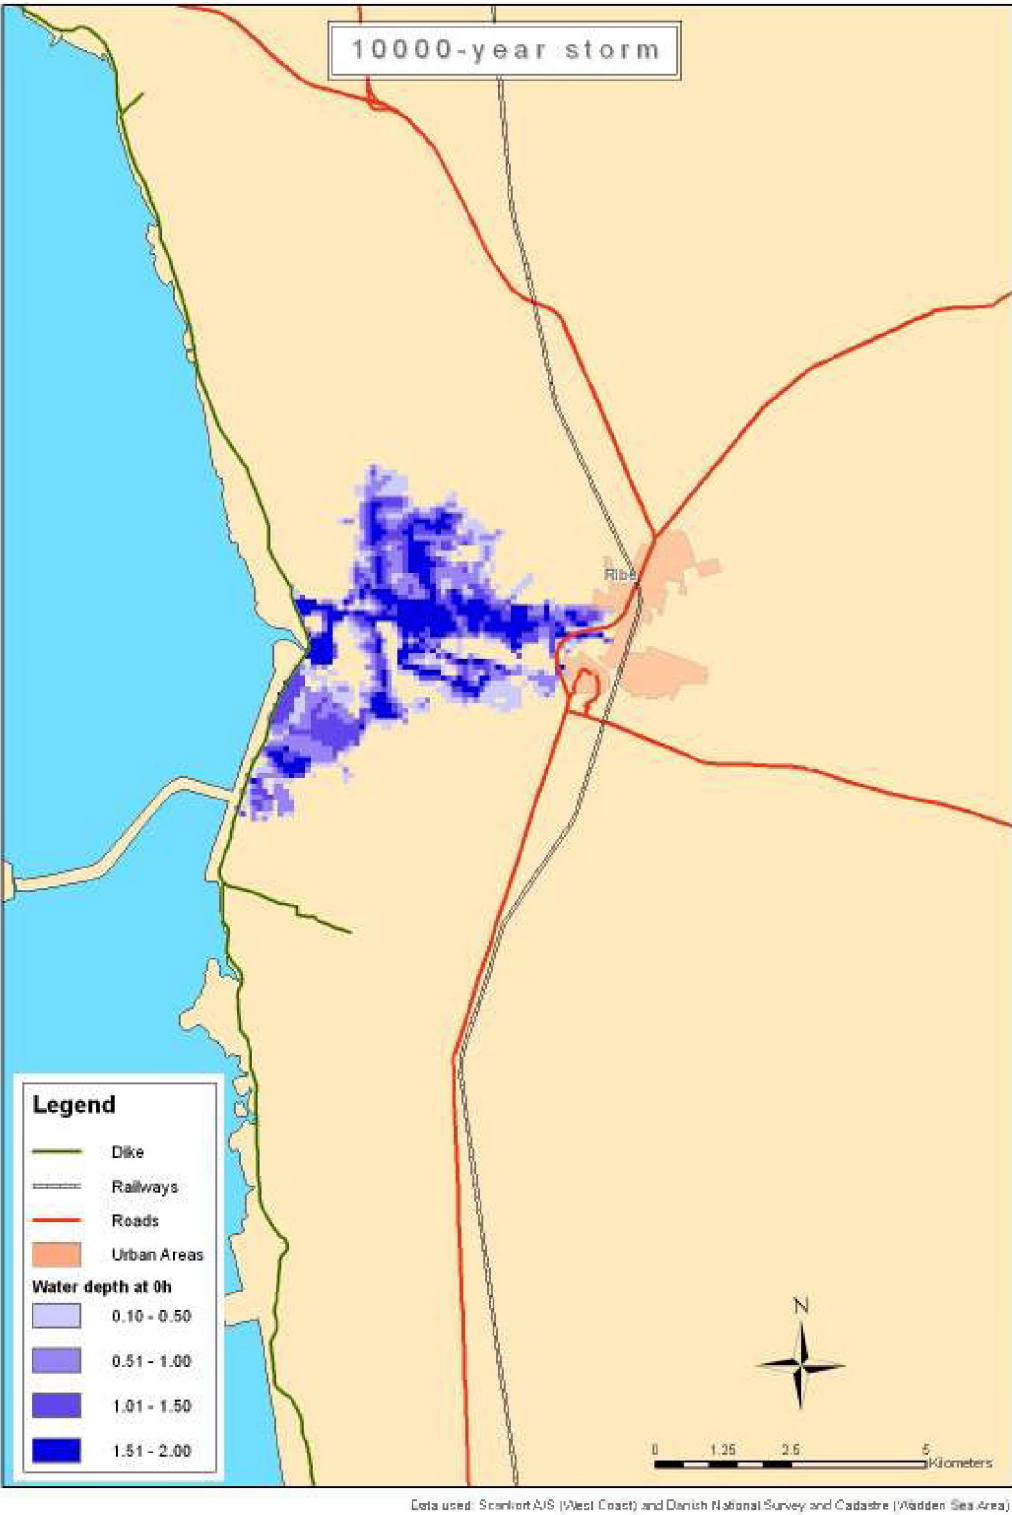 10000-year storm
Ribe
Legend
Dike
Railways
Roads
Urban Areas
Water depth at 0h
0.10 - 0.50
0.51 - 1.00
1.01 - 1.50
1.51 - 2.00
N
0 1.25 2.5 5
Kilometers
Data used: Scankort A/S (West Coast) and Danish National Survey and Cadastre (Wadden Sea Area)